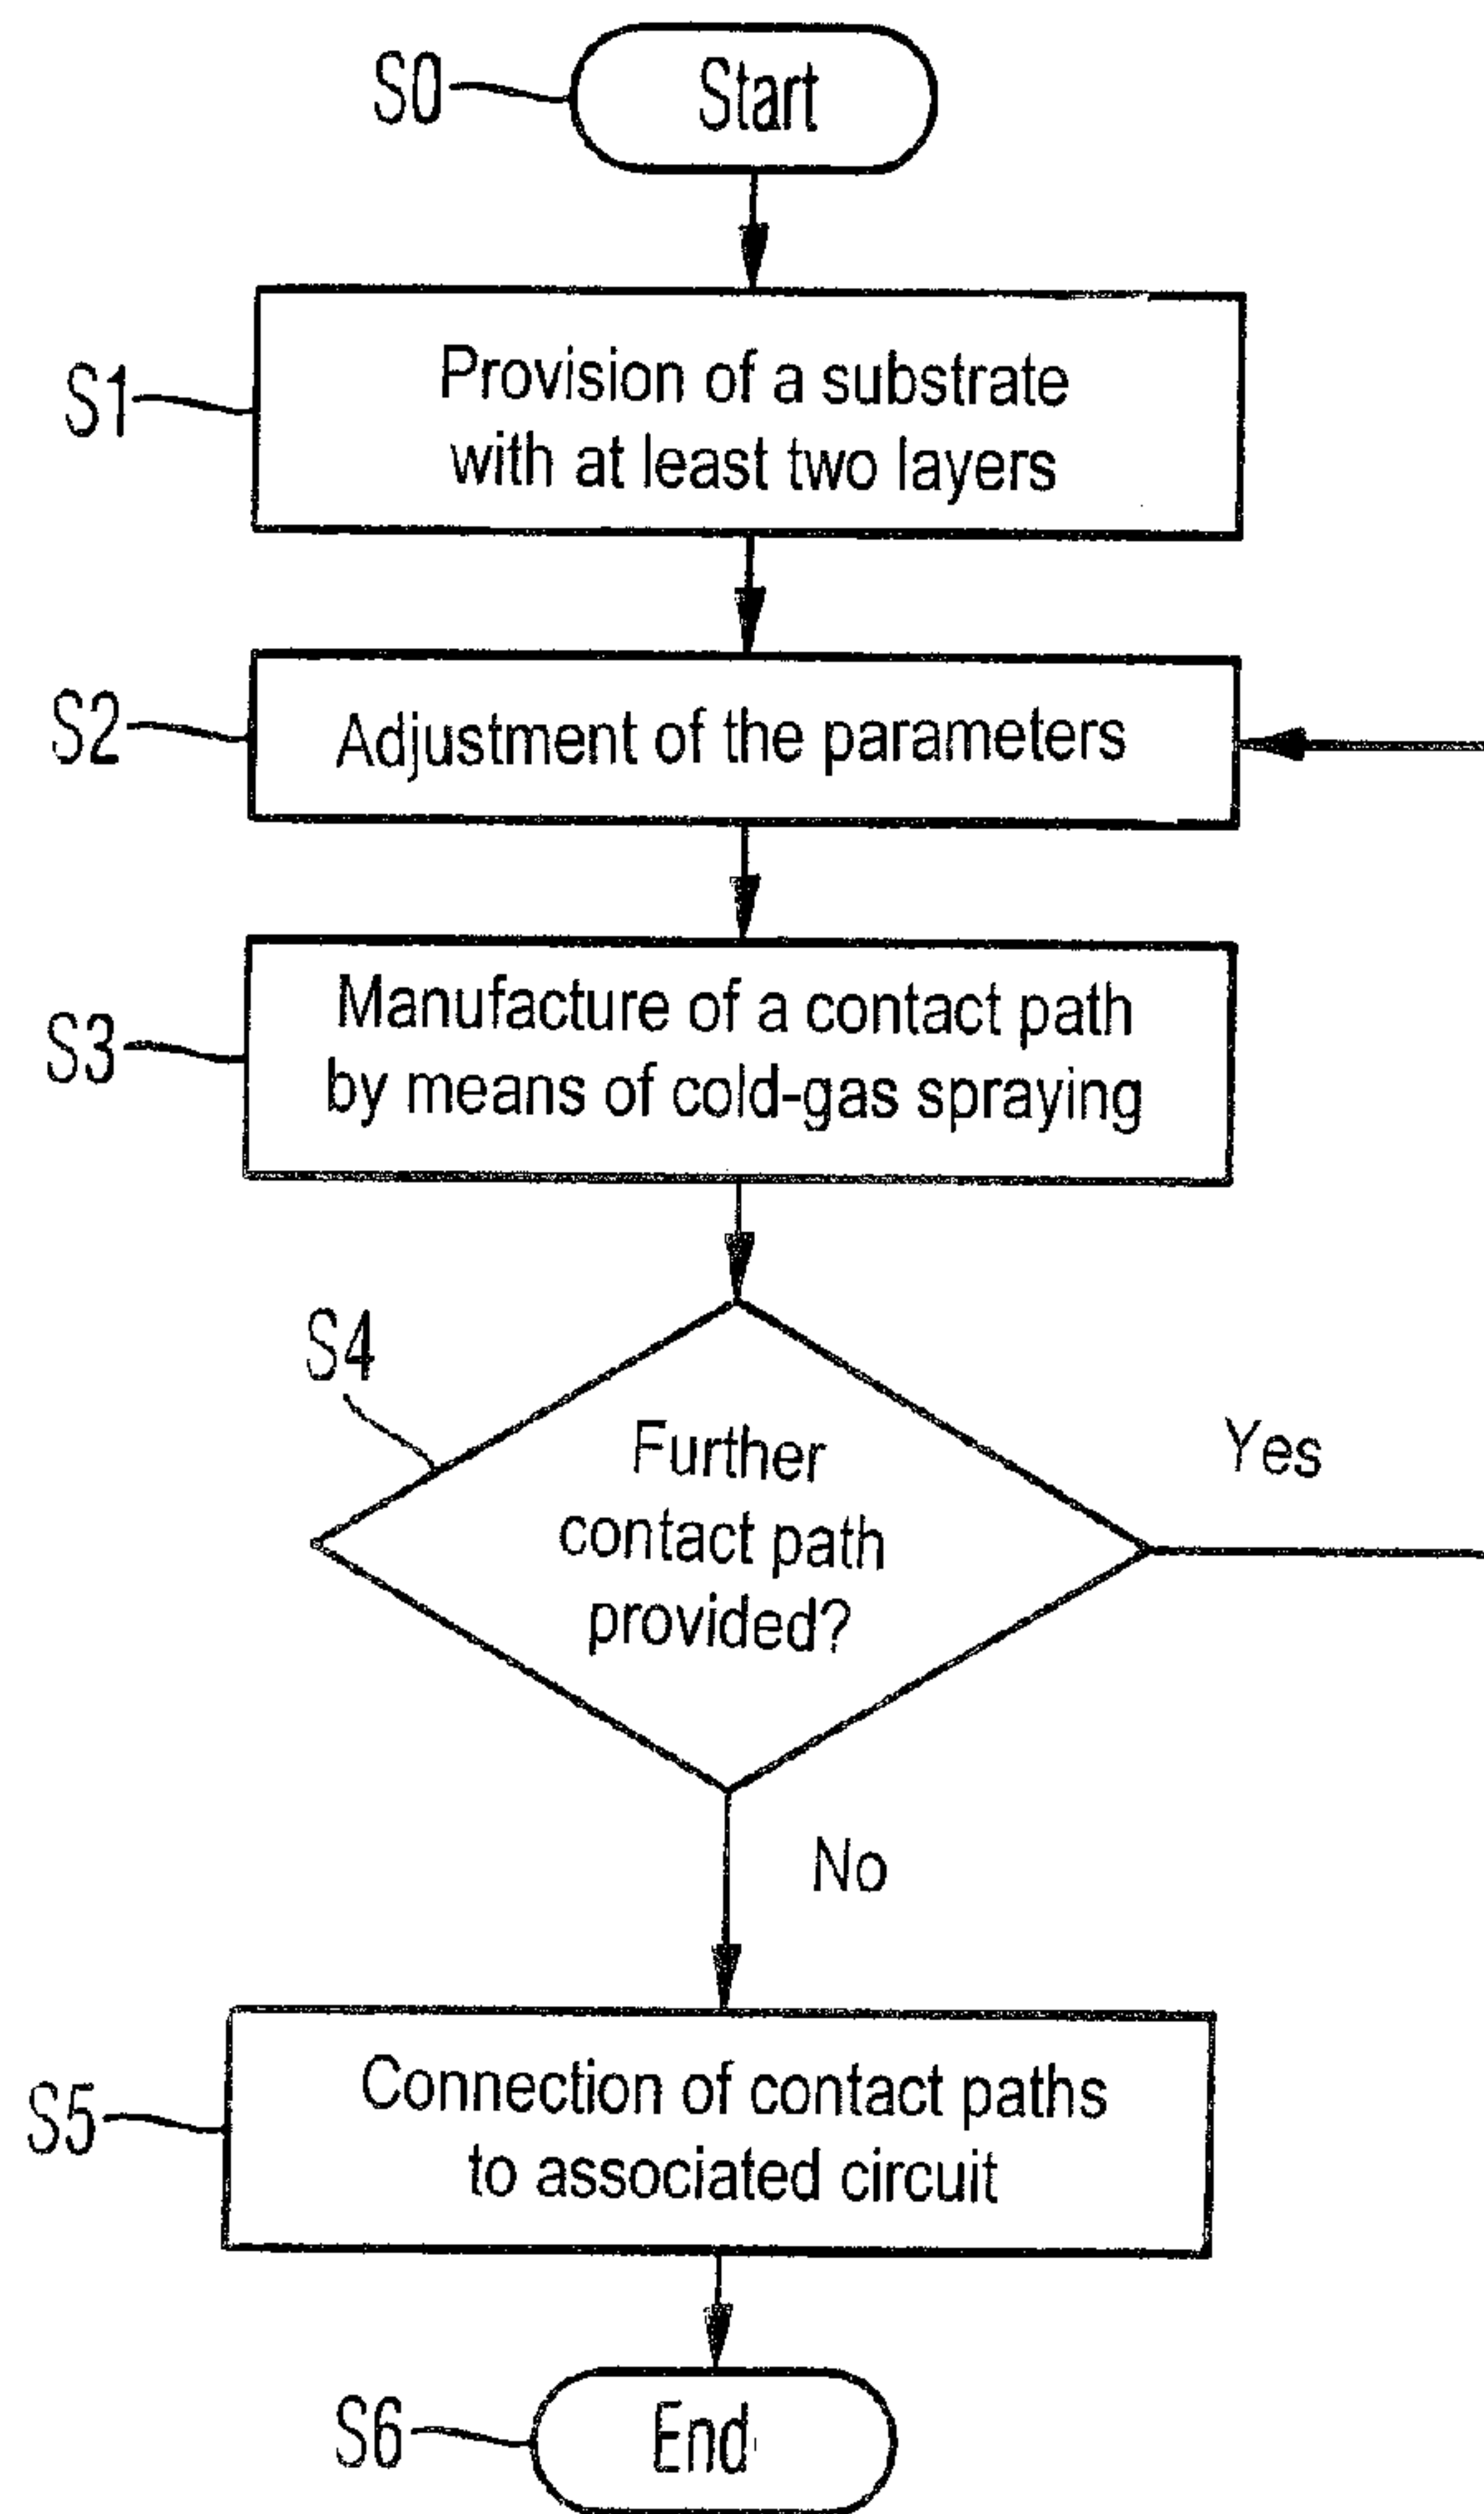 S0
Start
S1
Provision of a substrate
with at least two layers
S2
Adjustment of the parameters
S3
Manufacture of a contact path
by means of cold-gas spraying
S4
Further
contact path
provided?
Yes
No
S5
Connection of contact paths
to associated circuit
S6
End